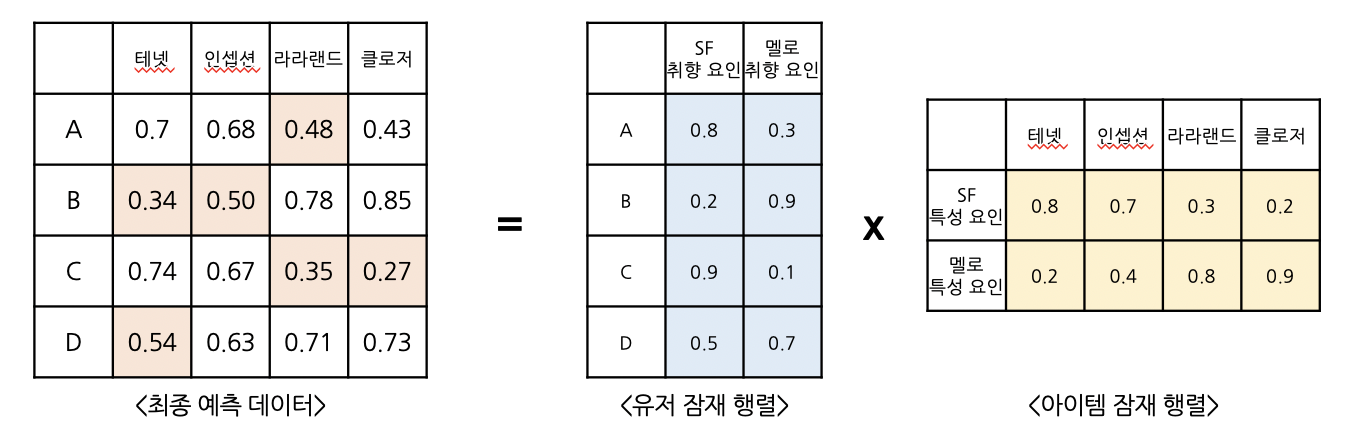 테넷 인셉션 라라랜드 클로저
A 0.7 0.68 0.48 0.43
B 0.34 0.50 0.78 0.85
C 0.74 0.67 0.35 0.27
D 0.54 0.63 0.71 0.73
<최종 예측 데이터>
=
SF 멜로
취향 요인 취향 요인
A 0.8 0.3
B 0.2 0.9
C 0.9 0.1
D 0.5 0.7
<유저 잠재 행렬>
x
테넷 인셉션 라라랜드 클로저
SF
특성 요인 0.8 0.7 0.3 0.2
멜로
특성 요인 0.2 0.4 0.8 0.9
<아이템 잠재 행렬>